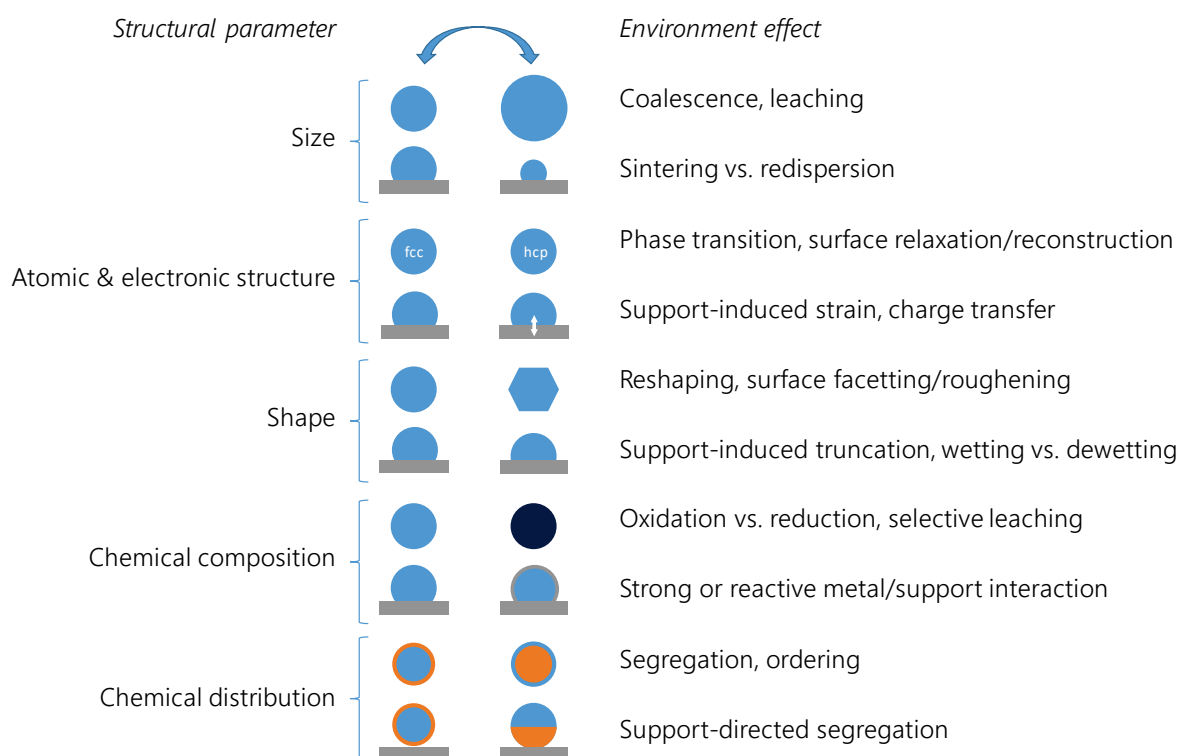 Structural parameter
Environment effect
Size
Coalescence, leaching
Sintering vs. redispersion
Atomic & electronic structure
fcc
hcp
Phase transition, surface relaxation/reconstruction
Support-induced strain, charge transfer
Shape
Reshaping, surface facetting/roughening
Support-induced truncation, wetting vs. dewetting
Chemical composition
Oxidation vs. reduction, selective leaching
Strong or reactive metal/support interaction
Chemical distribution
Segregation, ordering
Support-directed segregation